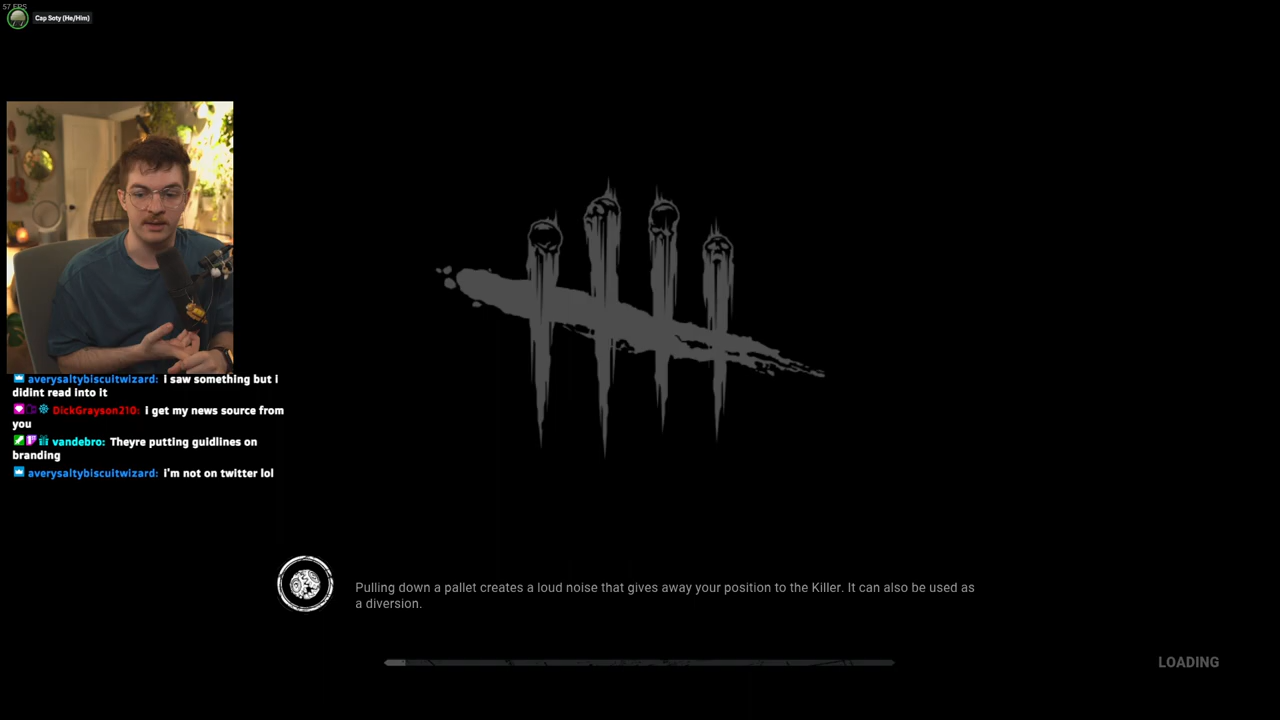 57 FPS
Cap Soty (He/Him)
averysaltybiscuitwizard: i saw something but i
didint read into it
DickGrayson210: i get my news source from
you
vandebro: Theyre putting guidlines on
branding
averysaltybiscuitwizard: i'm not on twitter lol
Pulling down a pallet creates a loud noise that gives away your position to the Killer. It can also be used as
a diversion.
LOADING